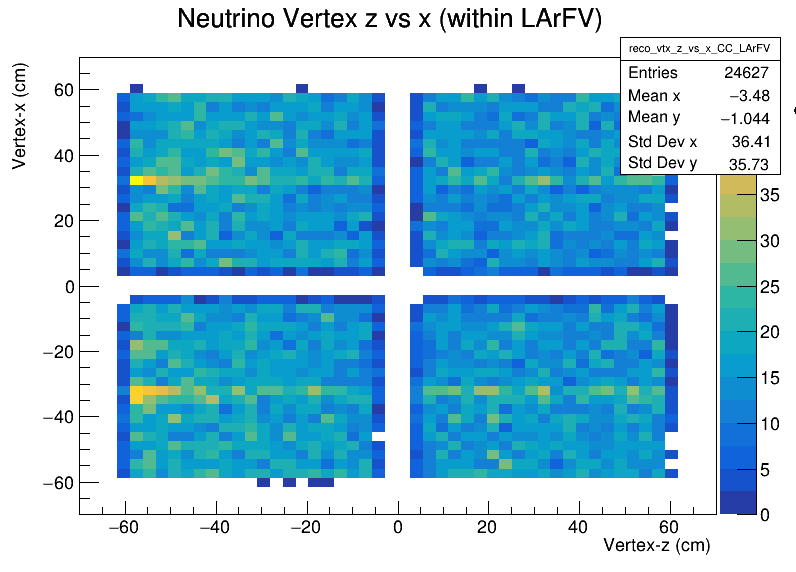 Neutrino Vertex z vs x (within LArFV)
reco_vtx_z_vs_x_CC_LArFV
Entries 24627
Mean x −3.48
Mean y −1.044
Std Dev x 36.41
Std Dev y 35.73
Vertex-x (cm)
60
40
20
0
−20
−40
−60
−60 −40 −20 0 20 40 60
Vertex-z (cm)
35
30
25
20
15
10
5
0